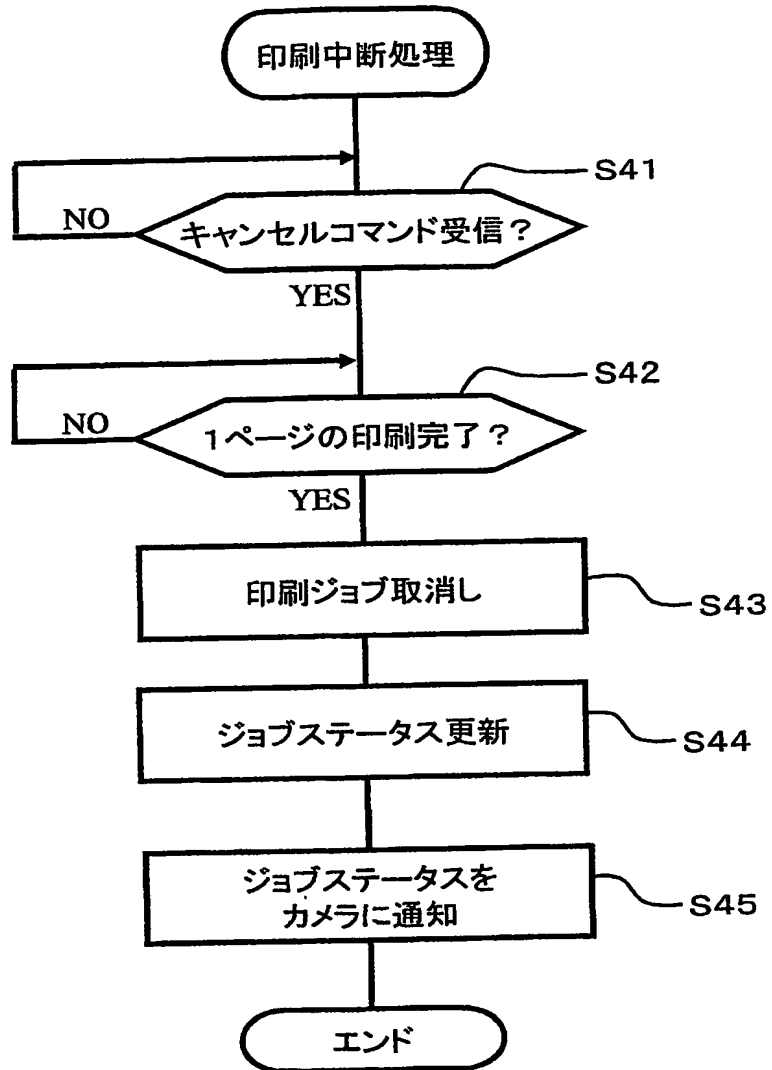 印刷中断処理
S41
NO
キャンセルコマンド受信？
YES
S42
NO
1ページの印刷完了？
YES
印刷ジョブ取消し
S43
ジョブステータス更新
S44
ジョブステータスを
カメラに通知
S45
エンド